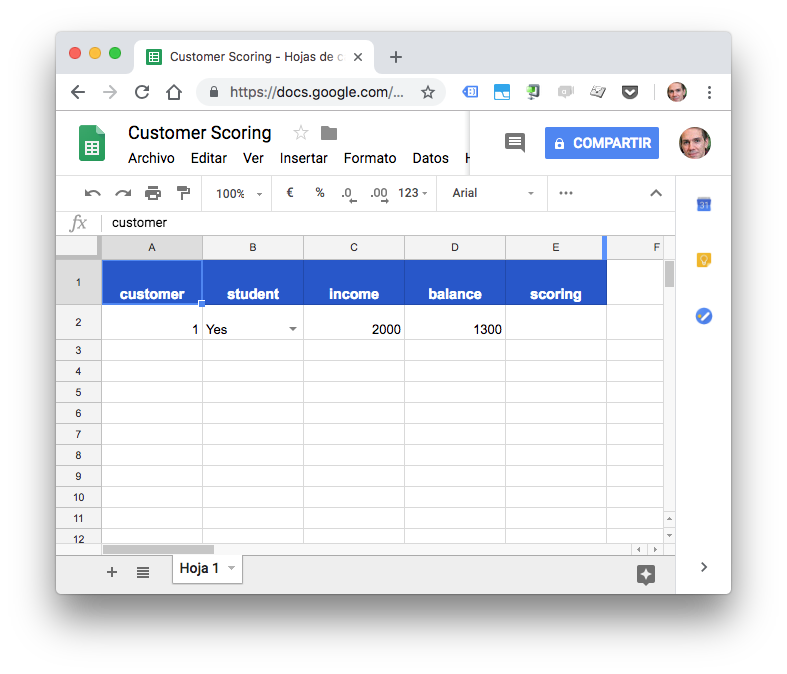 Customer Scoring - Hojas de c
https://docs.google.com/...
Customer Scoring
Archivo Editar Ver Insertar Formato Datos H
COMPARTIR
100% € % .0 .00 123 Arial
31
fx customer
A B C D E F
1 customer student income balance scoring
2 1 Yes 2000 1300
3
4
5
6
7
8
9
10
11
12
Hoja 1